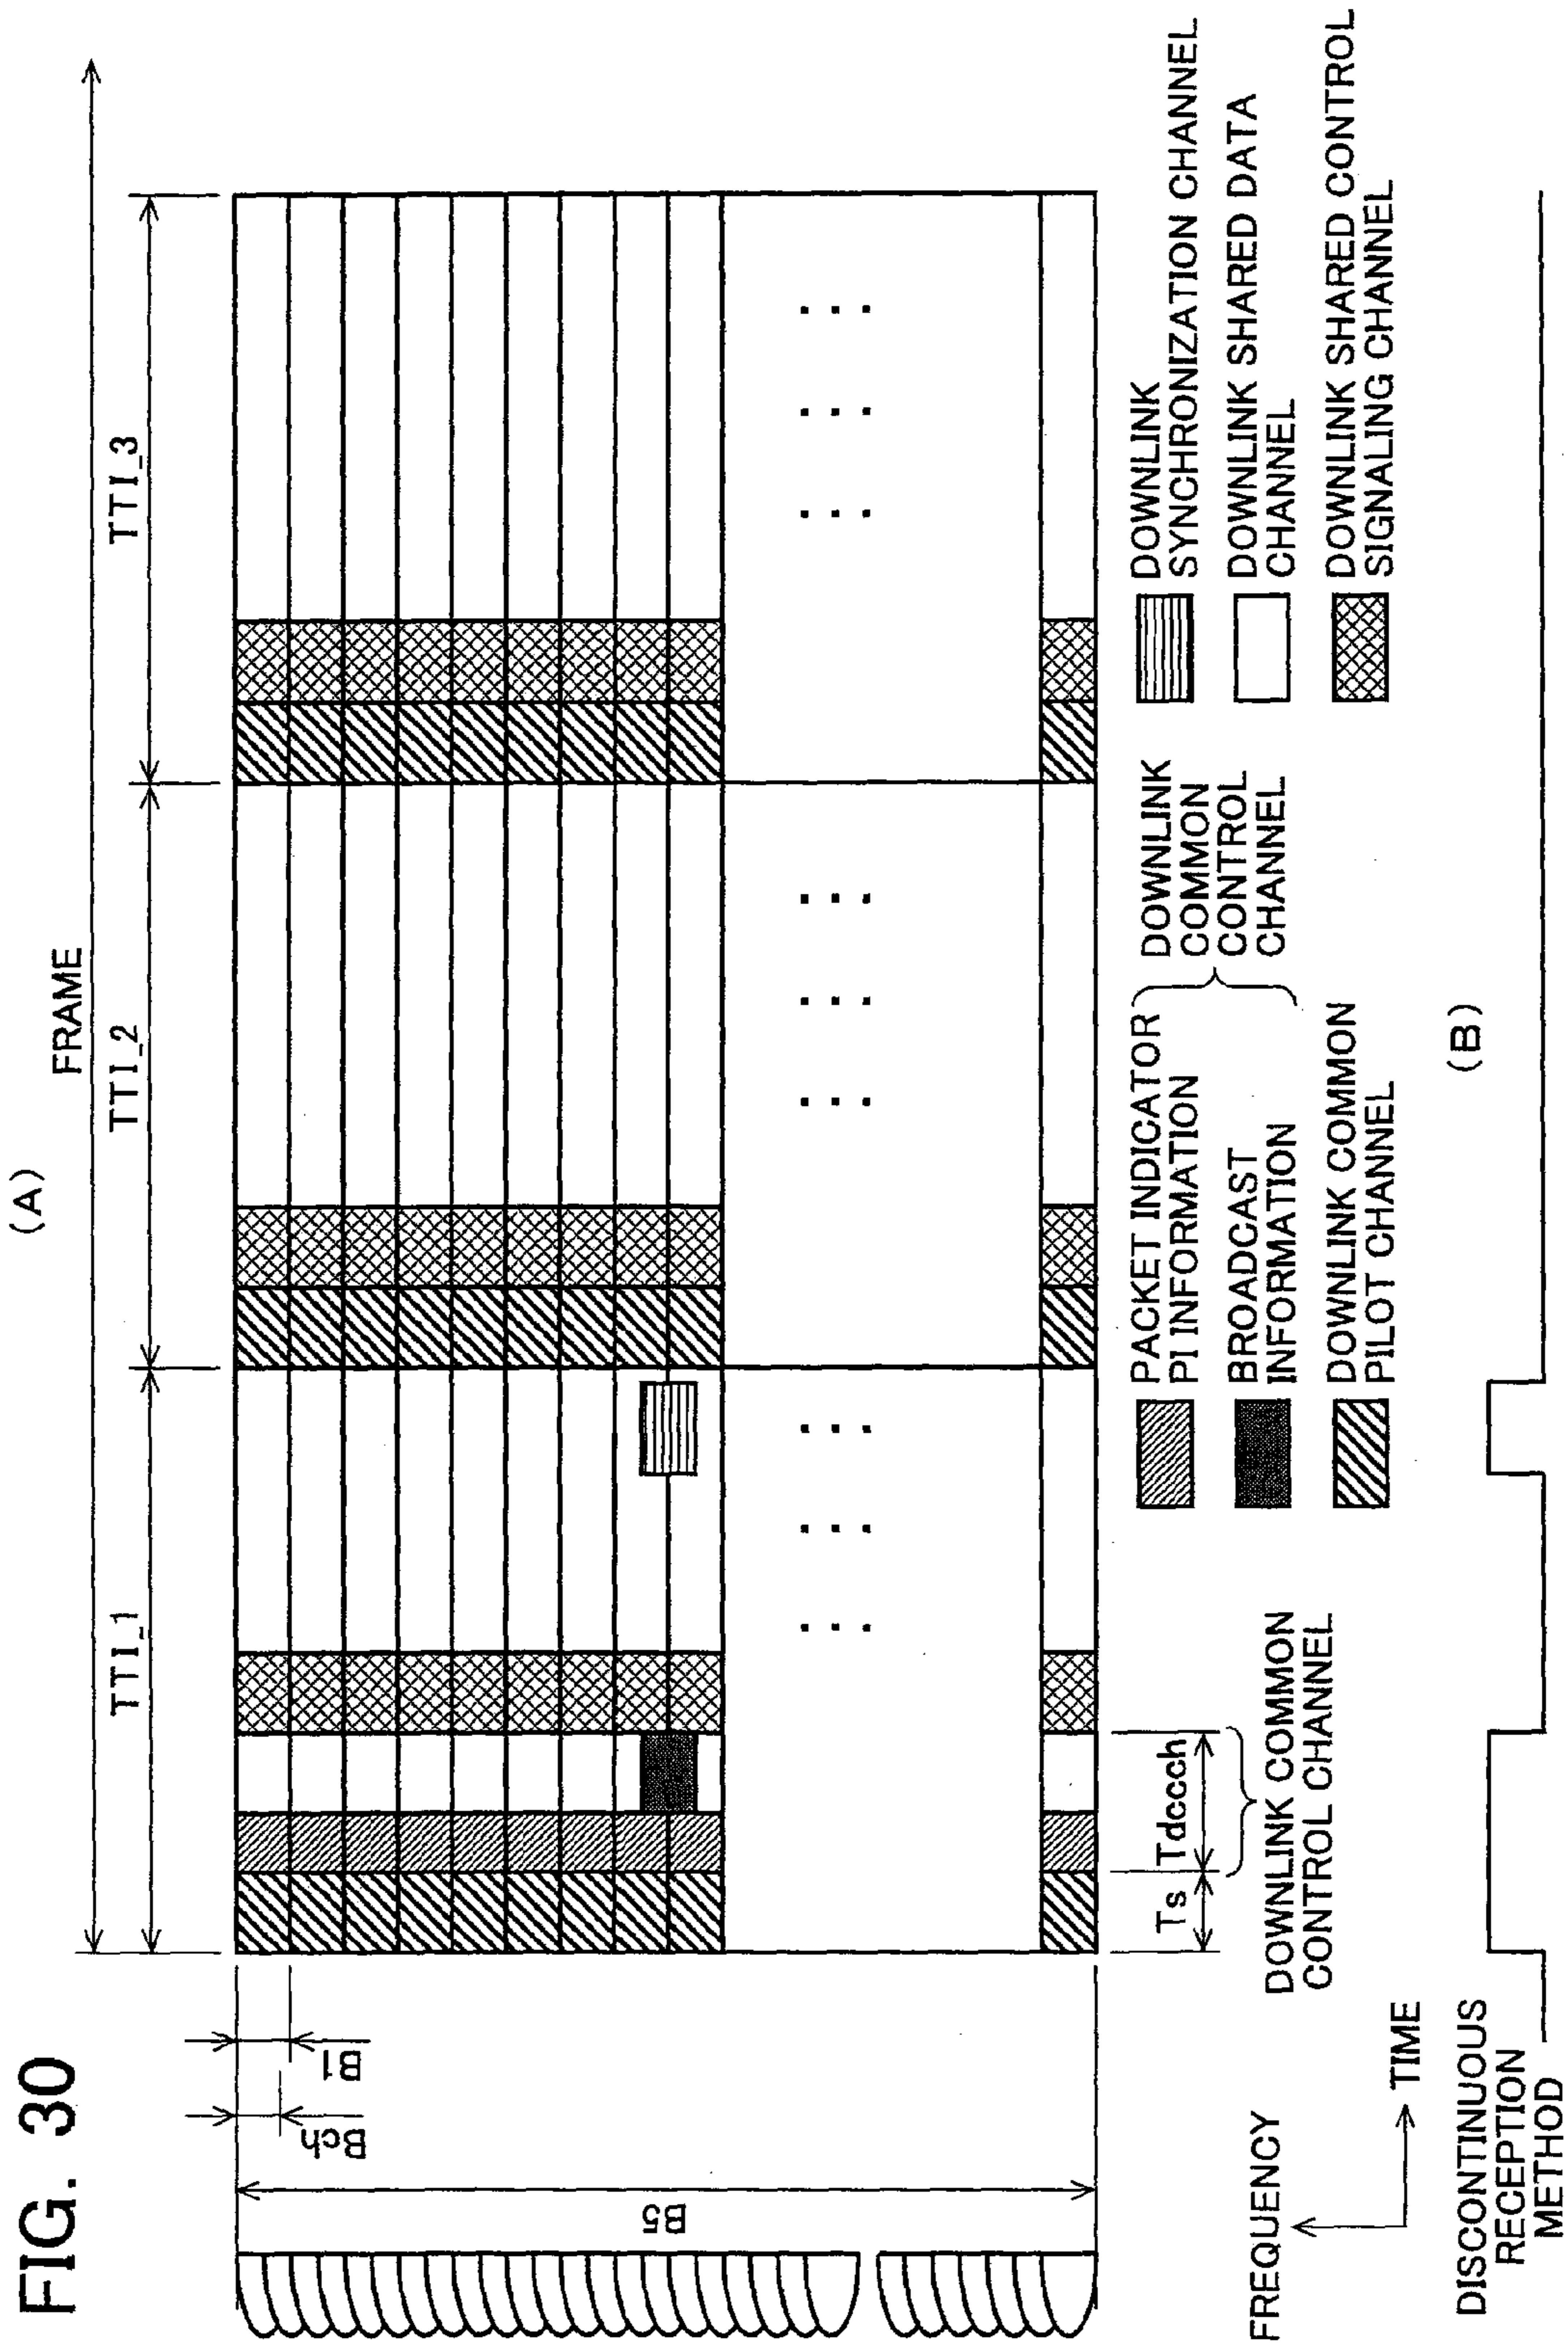 FIG. 30
(A)
FRAME
TTI_1
TTI_2
TTI_3
Bch
B1
B5
Ts
Tdccch
DOWNLINK COMMON
CONTROL CHANNEL
FREQUENCY
TIME
PACKET INDICATOR
PI INFORMATION
BROADCAST
INFORMATION
DOWNLINK
COMMON
CONTROL
CHANNEL
DOWNLINK COMMON
PILOT CHANNEL
DOWNLINK
SYNCHRONIZATION CHANNEL
DOWNLINK SHARED DATA
CHANNEL
DOWNLINK SHARED CONTROL
SIGNALING CHANNEL
(B)
DISCONTINUOUS
RECEPTION
METHOD